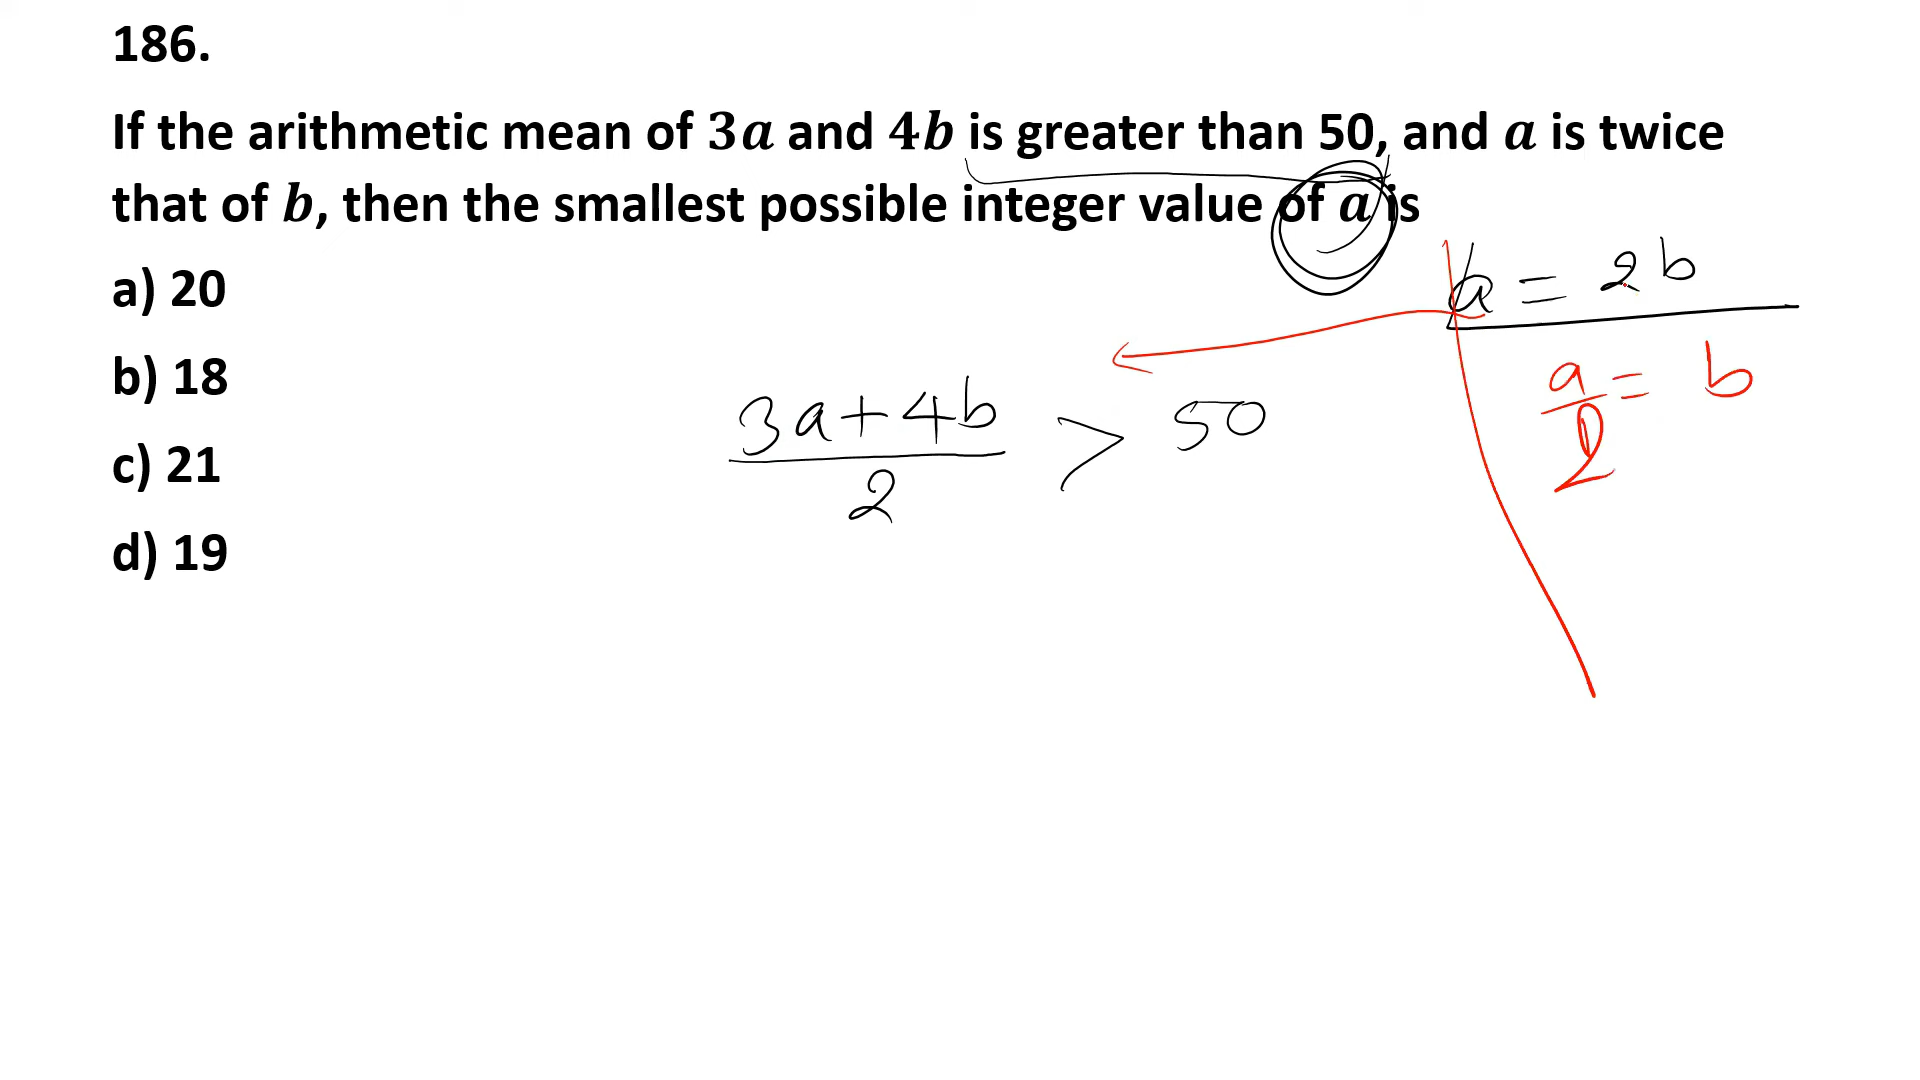 186.
If the arithmetic mean of 3a and 4b is greater than 50, and a is twice
that of b, then the smallest possible integer value of a is
a) 20
b) 18
c) 21
d) 19
a = 2b
a/2 = b
3a+4b/2 > 50